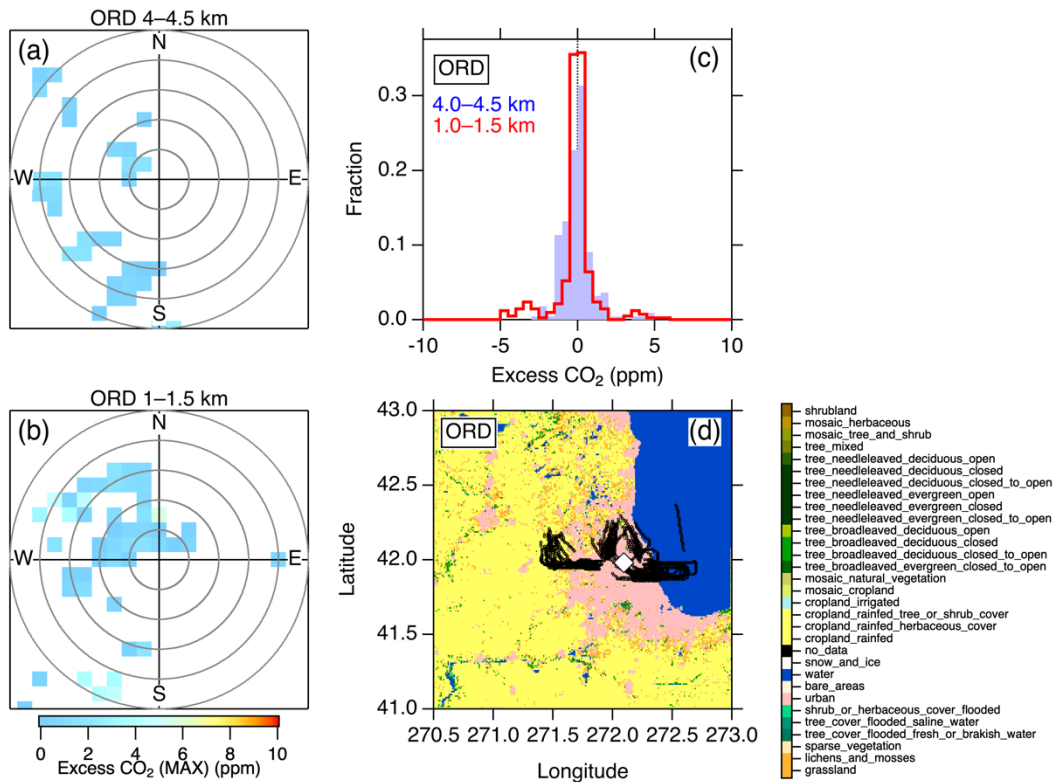 ORD 4–4.5 km
(a)
N
W
E
S
(c)
ORD
4.0–4.5 km
1.0–1.5 km
Fraction
0.3
0.2
0.1
0.0
-10 -5 0 5 10
Excess CO₂ (ppm)
ORD 1–1.5 km
(b)
N
W
E
S
0 2 4 6 8 10
Excess CO₂ (MAX) (ppm)
ORD
(d)
Latitude
43.0
42.5
42.0
41.5
41.0
270.5 271.0 271.5 272.0 272.5 273.0
Longitude
shrubland
mosaic_herbaceous
mosaic_tree_and_shrub
tree_mixed
tree_needleleaved_deciduous_open
tree_needleleaved_deciduous_closed
tree_needleleaved_deciduous_closed_to_open
tree_needleleaved_evergreen_open
tree_needleleaved_evergreen_closed
tree_needleleaved_evergreen_closed_to_open
tree_broadleaved_deciduous_open
tree_broadleaved_deciduous_closed
tree_broadleaved_deciduous_closed_to_open
tree_broadleaved_evergreen_closed_to_open
mosaic_natural_vegetation
mosaic_cropland
cropland_irrigated
cropland_rainfed_tree_or_shrub_cover
cropland_rainfed_herbaceous_cover
cropland_rainfed
no_data
snow_and_ice
water
bare_areas
urban
shrub_or_herbaceous_cover_flooded
tree_cover_flooded_saline_water
tree_cover_flooded_fresh_or_brakish_water
sparse_vegetation
lichens_and_mosses
grassland